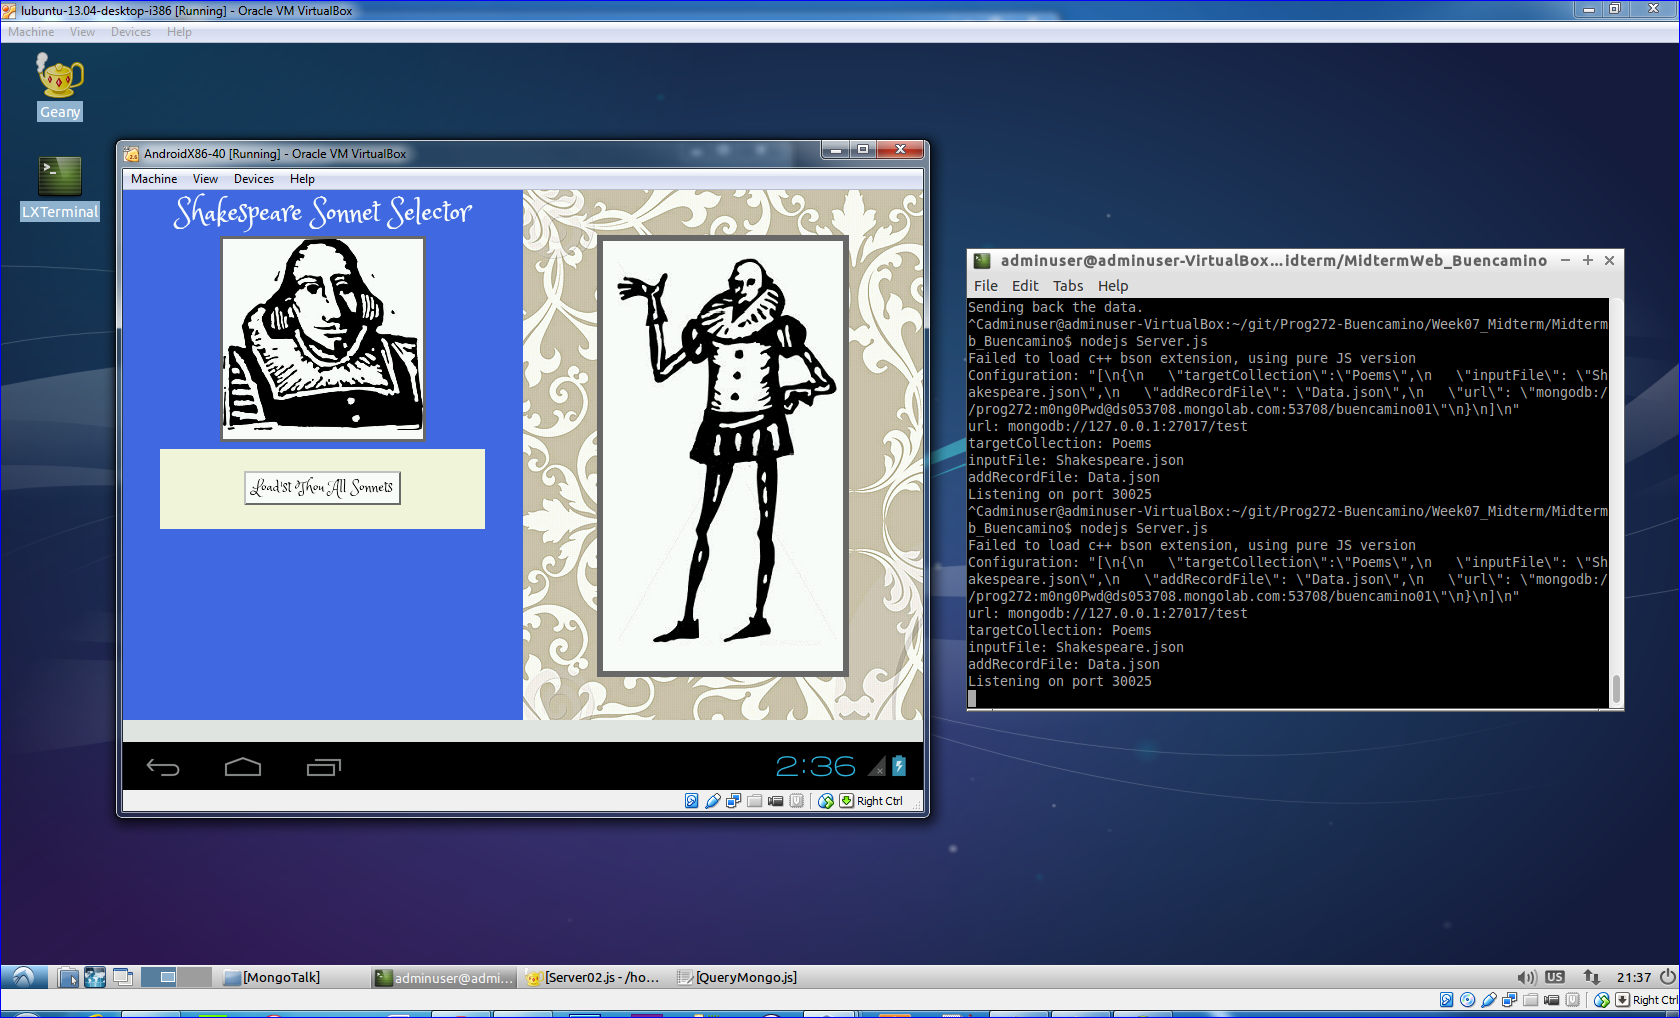 lubuntu-13.04-desktop-i386 [Running] - Oracle VM VirtualBox
Machine View Devices Help
Geany
LXTerminal
AndroidX86-40 [Running] - Oracle VM VirtualBox
Machine View Devices Help
Shakespeare Sonnet Selector
Load'st Thou All Sonnets
2:36
Right Ctrl
adminuser@adminuser-VirtualBox...idterm/MidtermWeb_Buencamino
File Edit Tabs Help
Sending back the data.
^Cadminuser@adminuser-VirtualBox:~/git/Prog272-Buencamino/Week07_Midterm/Midterm
b_Buencamino$ nodejs Server.js
Failed to load c++ bson extension, using pure JS version
Configuration: "[\n{\n   \"targetCollection\":\"Poems\",\n   \"inputFile\": \"Sh
akespeare.json\",\n   \"addRecordFile\": \"Data.json\",\n   \"url\": \"mongodb:/
/prog272:m0ng0Pwd@ds053708.mongolab.com:53708/buencamino01\"\n}\n]\n"
url: mongodb://127.0.0.1:27017/test
targetCollection: Poems
inputFile: Shakespeare.json
addRecordFile: Data.json
Listening on port 30025
^Cadminuser@adminuser-VirtualBox:~/git/Prog272-Buencamino/Week07_Midterm/Midterm
b_Buencamino$ nodejs Server.js
Failed to load c++ bson extension, using pure JS version
Configuration: "[\n{\n   \"targetCollection\":\"Poems\",\n   \"inputFile\": \"Sh
akespeare.json\",\n   \"addRecordFile\": \"Data.json\",\n   \"url\": \"mongodb:/
/prog272:m0ng0Pwd@ds053708.mongolab.com:53708/buencamino01\"\n}\n]\n"
url: mongodb://127.0.0.1:27017/test
targetCollection: Poems
inputFile: Shakespeare.json
addRecordFile: Data.json
Listening on port 30025
[MongoTalk]
adminuser@admi...
[Server02.js - /ho...
[QueryMongo.js]
US
21:37
Right Ctrl